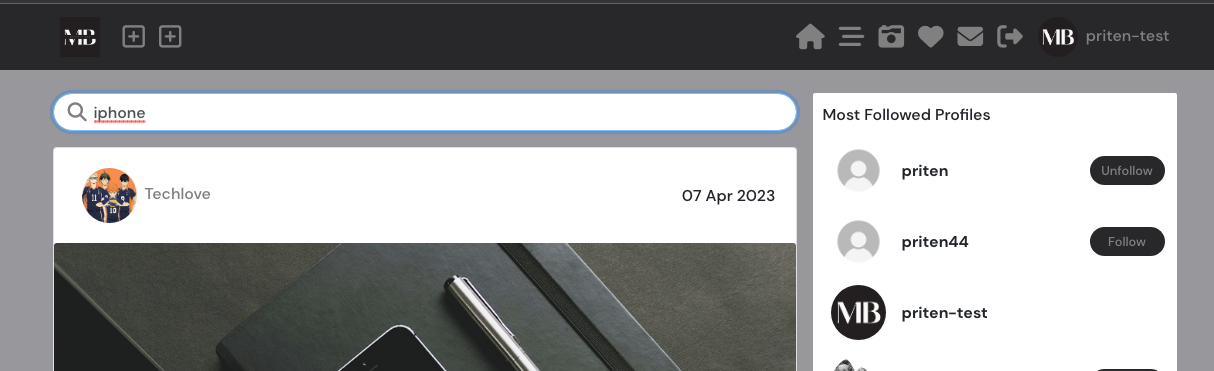 MB
MB priten-test
iphone
Most Followed Profiles
Techlove
07 Apr 2023
priten
Unfollow
priten44
Follow
MB
priten-test